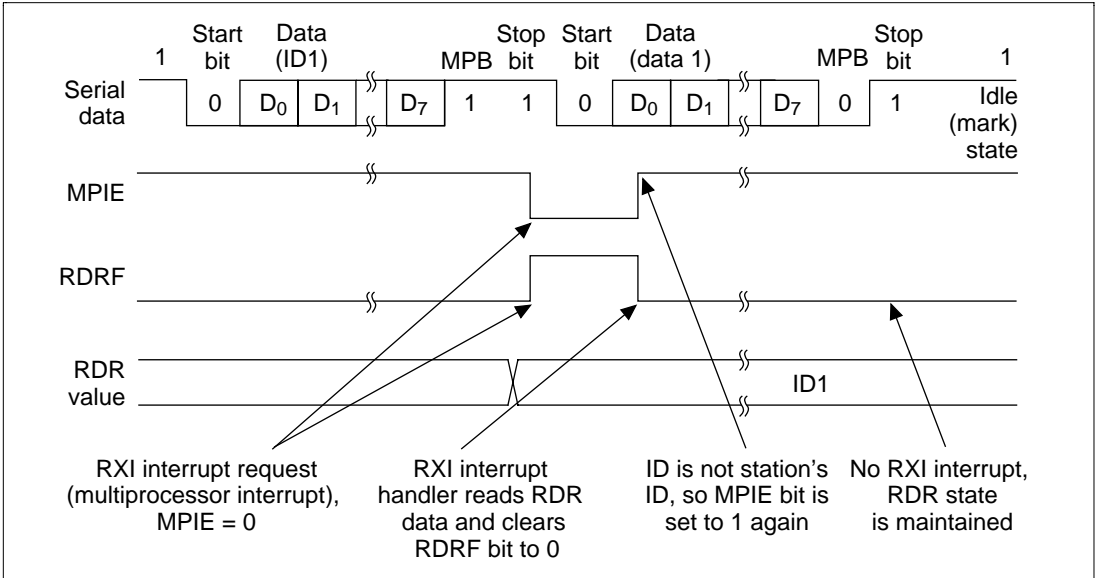 1
Start bit
Data (ID1)
MPB
Stop bit
Start bit
Data (data 1)
MPB
Stop bit
1
Serial data
0 D0 D1 D7 1 1 0 D0 D1 D7 0 1
Idle (mark) state
MPIE
RDRF
RDR value
ID1
RXI interrupt request
(multiprocessor interrupt),
MPIE = 0
RXI interrupt
handler reads RDR
data and clears
RDRF bit to 0
ID is not station's
ID, so MPIE bit is
set to 1 again
No RXI interrupt,
RDR state
is maintained